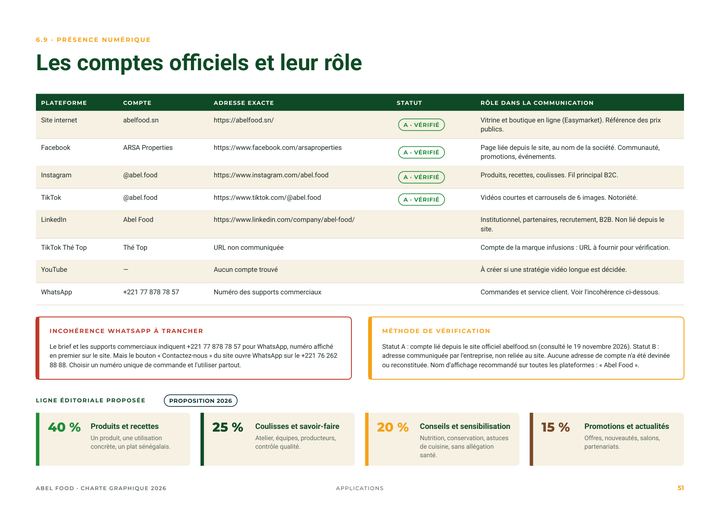 6.9 - PRÉSENCE NUMÉRIQUE
Les comptes officiels et leur rôle
PLATEFORME COMPTE ADRESSE EXACTE STATUT RÔLE DANS LA COMMUNICATION
Site internet abelfood.sn https://abelfood.sn/ A - VÉRIFIÉ Vitrine et boutique en ligne (Easymarket). Référence des prix
publics.
Facebook ARSA Properties https://www.facebook.com/arsaproperties A - VÉRIFIÉ Page liée depuis le site, au nom de la société. Communauté,
promotions, événements.
Instagram @abel.food https://www.instagram.com/abel.food A - VÉRIFIÉ Produits, recettes, coulisses. Fil principal B2C.
TikTok @abel.food https://www.tiktok.com/@abel.food A - VÉRIFIÉ Vidéos courtes et carrousels de 6 images. Notoriété.
LinkedIn Abel Food https://www.linkedin.com/company/abel-food/ Institutionnel, partenaires, recrutement, B2B. Non lié depuis le
site.
TikTok Thé Top Thé Top URL non communiquée Compte de la marque infusions : URL à fournir pour vérification.
YouTube — Aucun compte trouvé À créer si une stratégie vidéo longue est décidée.
WhatsApp +221 77 878 78 57 Numéro des supports commerciaux Commandes et service client. Voir l'incohérence ci-dessous.
INCOHÉRENCE WHATSAPP À TRANCHER
Le brief et les supports commerciaux indiquent +221 77 878 78 57 pour WhatsApp, numéro affiché
en premier sur le site. Mais le bouton « Contactez-nous » du site ouvre WhatsApp sur le +221 76 262
88 88. Choisir un numéro unique de commande et l'utiliser partout.
MÉTHODE DE VÉRIFICATION
Statut A : compte lié depuis le site officiel abelfood.sn (consulté le 19 novembre 2026). Statut B :
adresse communiquée par l'entreprise, non reliée au site. Aucune adresse de compte n'a été devinée
ou reconstituée. Nom d'affichage recommandé sur toutes les plateformes : « Abel Food ».
LIGNE ÉDITORIALE PROPOSÉE PROPOSITION 2026
40 % Produits et recettes
Un produit, une utilisation
concrète, un plat sénégalais.
25 % Coulisses et savoir-faire
Atelier, équipes, producteurs,
contrôle qualité.
20 % Conseils et sensibilisation
Nutrition, conservation, astuces
de cuisine, sans allégation
santé.
15 % Promotions et actualités
Offres, nouveautés, salons,
partenariats.
ABEL FOOD - CHARTE GRAPHIQUE 2026 APPLICATIONS 51